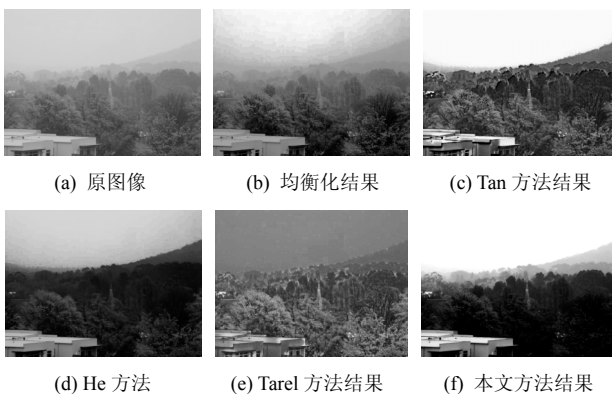 (a) 原图像
(b) 均衡化结果
(c) Tan 方法结果
(d) He 方法
(e) Tarel 方法结果
(f) 本文方法结果